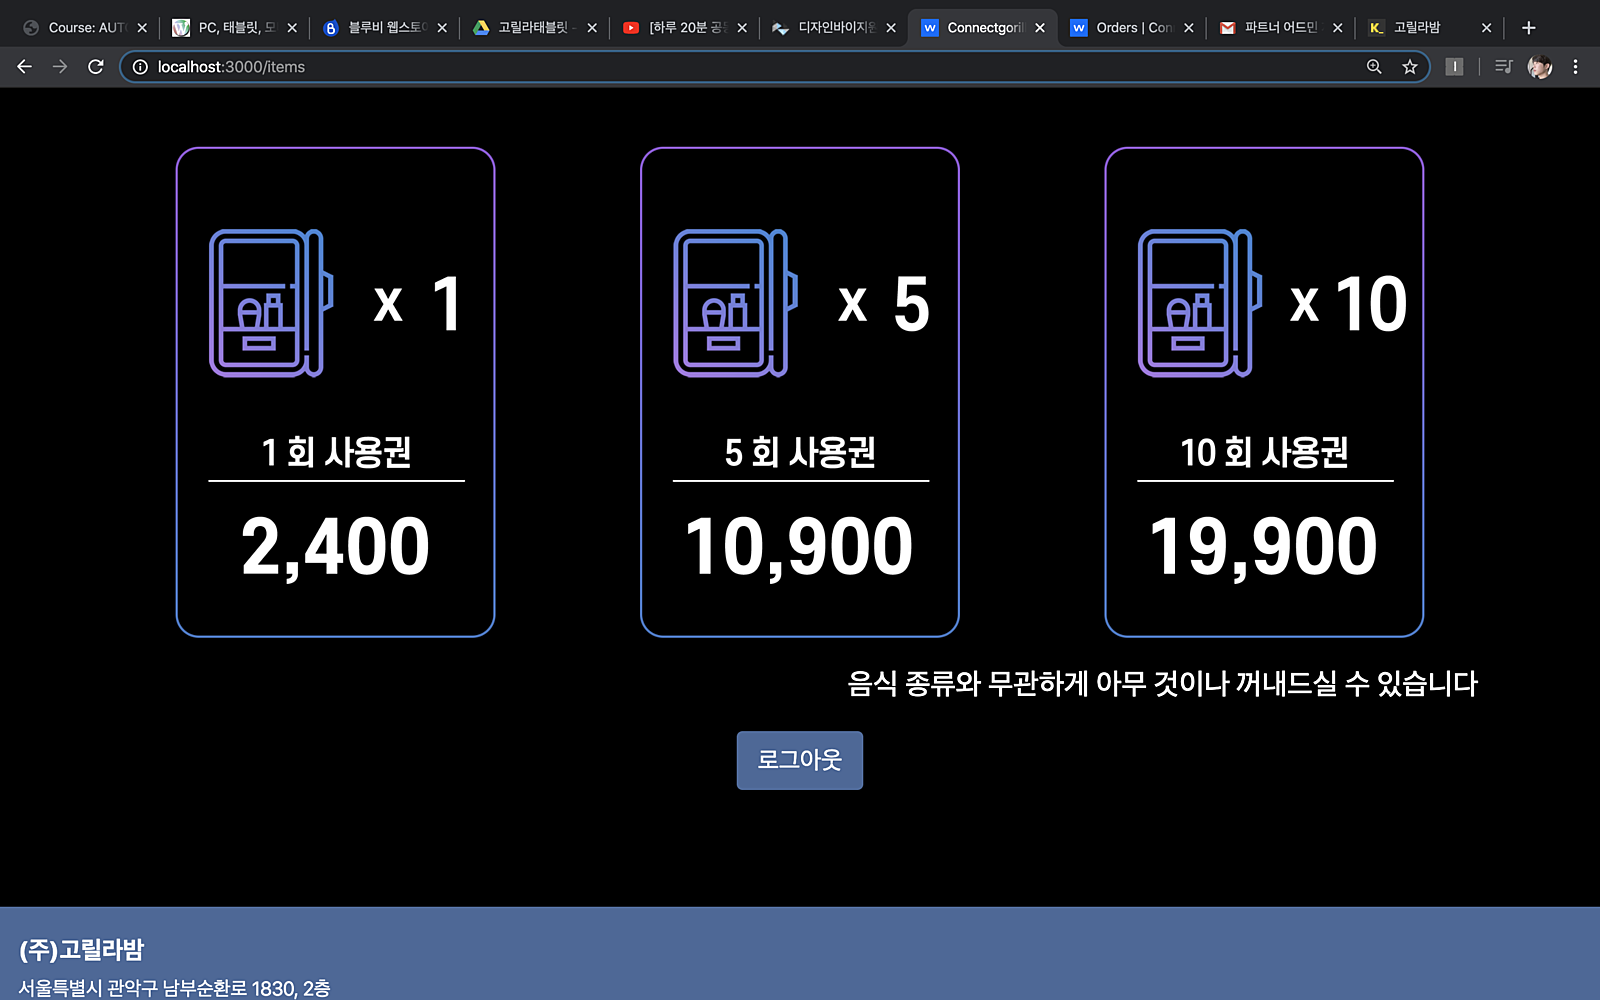 Course: AUT
PC, 태블릿, 모
블루비 웹스토어
고릴라태블릿 -
[하루 20분 공
디자인바이지원
Connectgoril
Orders | Con
파트너 어드민
고릴라밤
localhost:3000/items
x 1
1 회 사용권
2,400
x 5
5 회 사용권
10,900
x 10
10 회 사용권
19,900
음식 종류와 무관하게 아무 것이나 꺼내드실 수 있습니다
로그아웃
(주)고릴라밤
서울특별시 관악구 남부순환로 1830, 2층